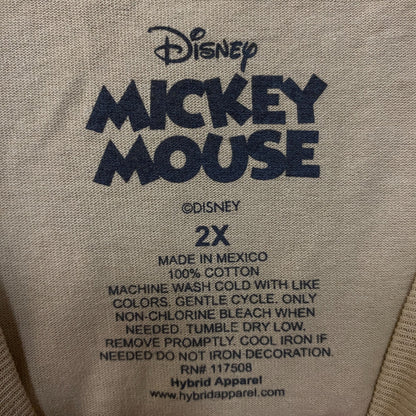 Disney
MICKEY
MOUSE
©DISNEY
2X
MADE IN MEXICO
100% COTTON
MACHINE WASH COLD WITH LIKE
COLORS. GENTLE CYCLE. ONLY
NON-CHLORINE BLEACH WHEN
NEEDED. TUMBLE DRY LOW.
REMOVE PROMPTLY. COOL IRON IF
NEEDED DO NOT IRON DECORATION.
RN# 117508
Hybrid Apparel
www.hybridapparel.com